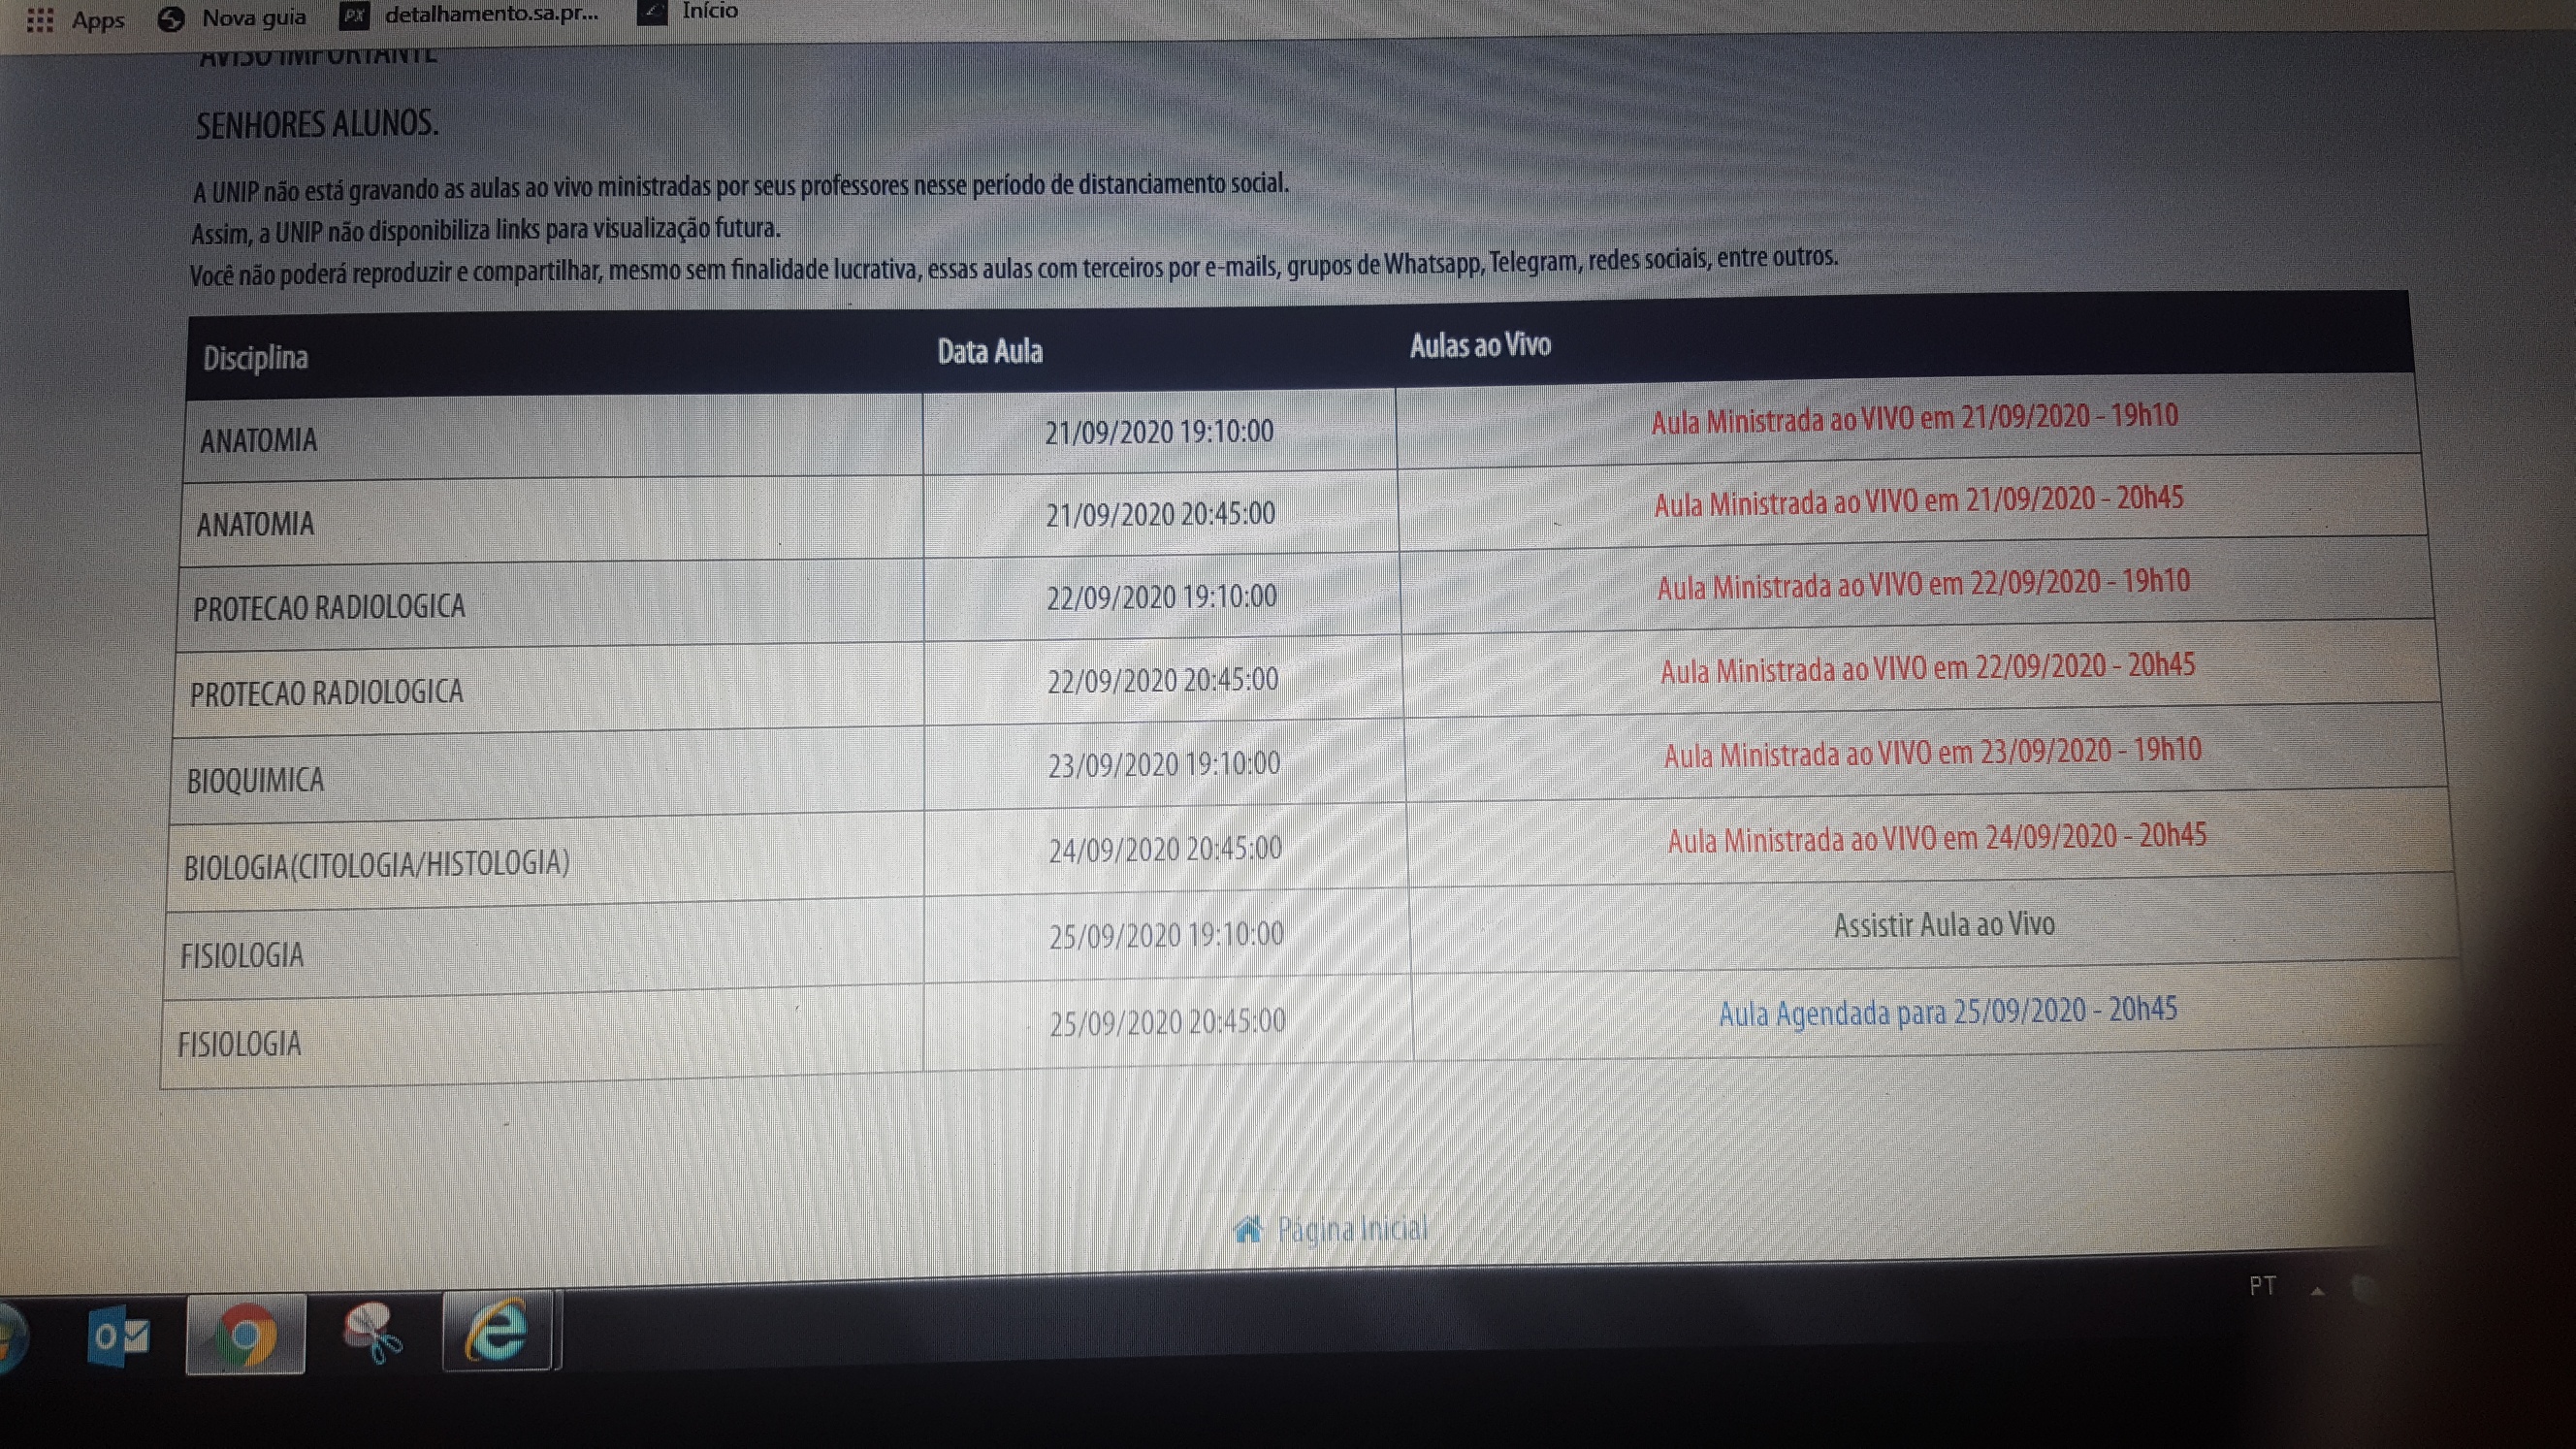 Apps Nova guia PX detalhamento.sa.pr... Início
AVISO IMPORTANTE
SENHORES ALUNOS.
A UNIP não está gravando as aulas ao vivo ministradas por seus professores nesse período de distanciamento social.
Assim, a UNIP não disponibiliza links para visualização futura.
Você não poderá reproduzir e compartilhar, mesmo sem finalidade lucrativa, essas aulas com terceiros por e-mails, grupos de Whatsapp, Telegram, redes sociais, entre outros.
Disciplina Data Aula Aulas ao Vivo
ANATOMIA 21/09/2020 19:10:00 Aula Ministrada ao VIVO em 21/09/2020 - 19h10
ANATOMIA 21/09/2020 20:45:00 Aula Ministrada ao VIVO em 21/09/2020 - 20h45
PROTECAO RADIOLOGICA 22/09/2020 19:10:00 Aula Ministrada ao VIVO em 22/09/2020 - 19h10
PROTECAO RADIOLOGICA 22/09/2020 20:45:00 Aula Ministrada ao VIVO em 22/09/2020 - 20h45
BIOQUIMICA 23/09/2020 19:10:00 Aula Ministrada ao VIVO em 23/09/2020 - 19h10
BIOLOGIA(CITOLOGIA/HISTOLOGIA) 24/09/2020 20:45:00 Aula Ministrada ao VIVO em 24/09/2020 - 20h45
FISIOLOGIA 25/09/2020 19:10:00 Assistir Aula ao Vivo
FISIOLOGIA 25/09/2020 20:45:00 Aula Agendada para 25/09/2020 - 20h45
Página Inicial
PT